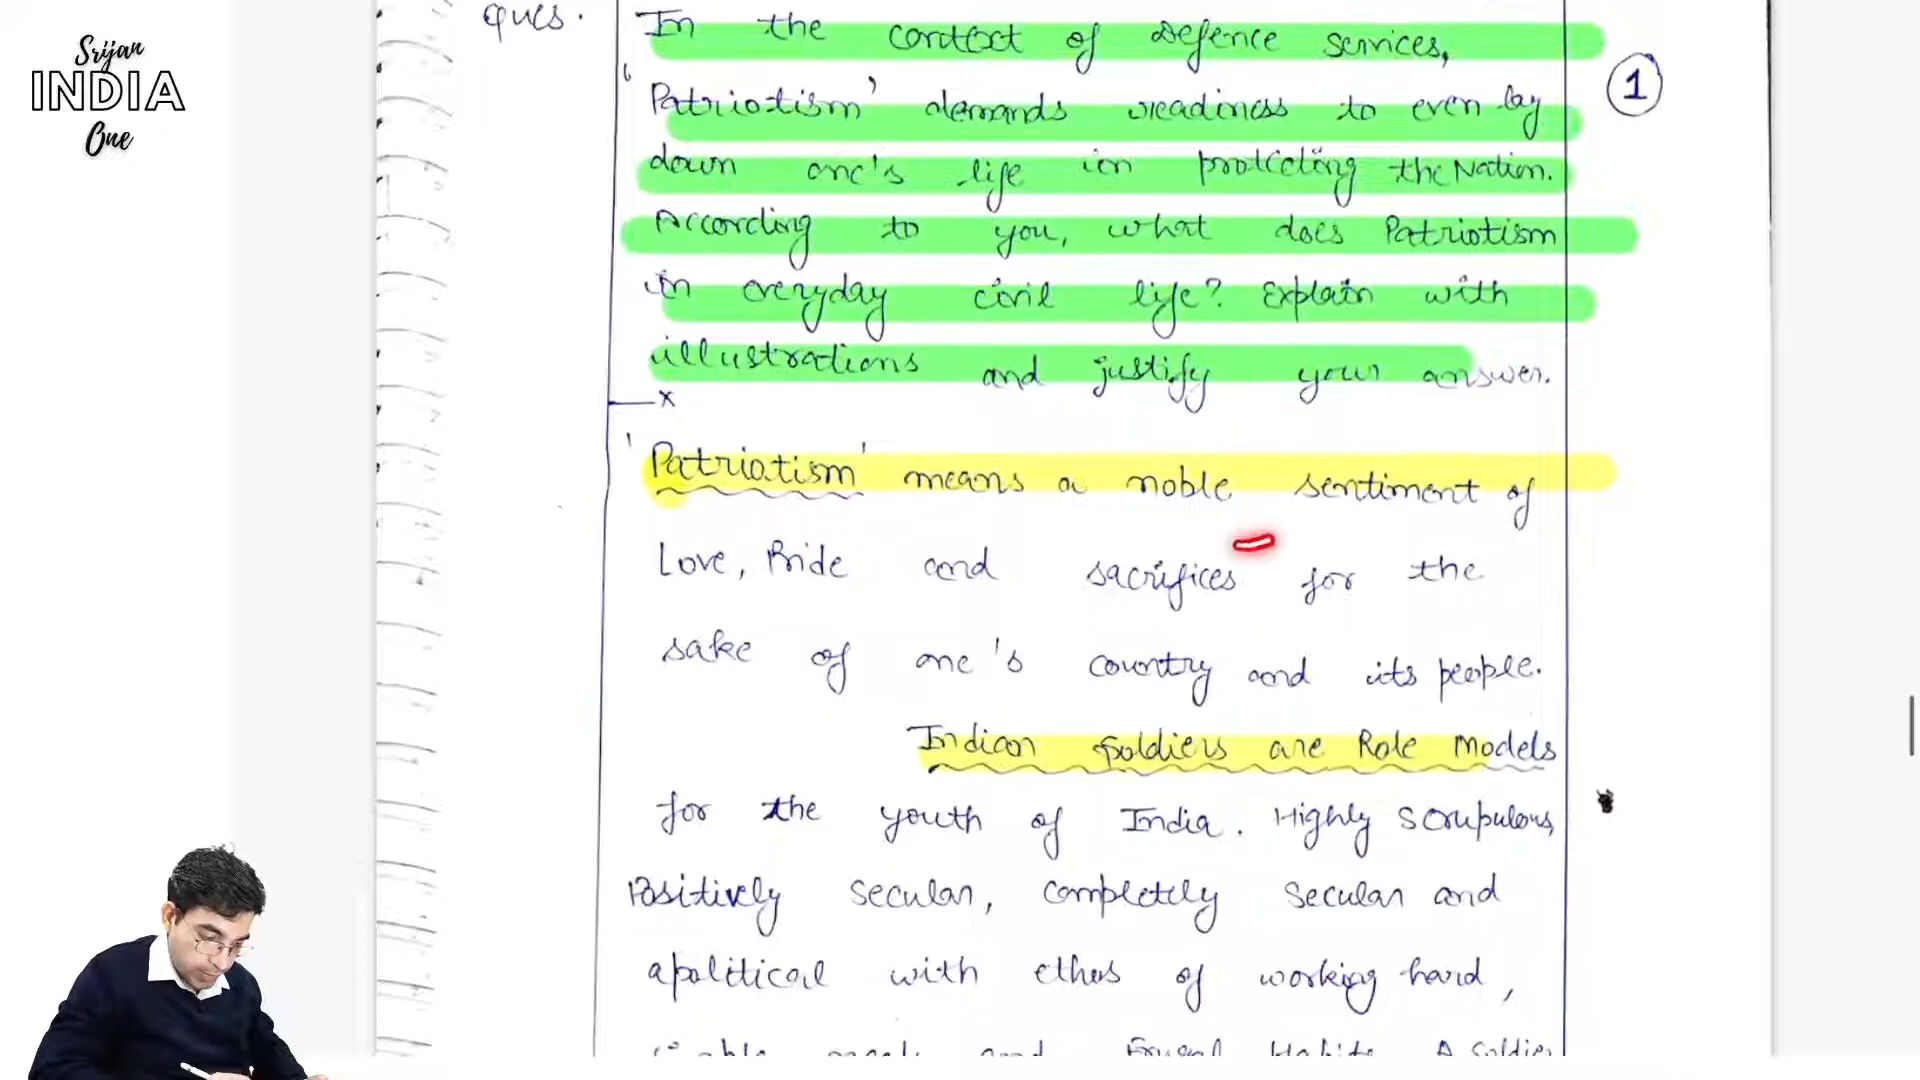 Srijan
INDIA
One
ques.
In the context of Defence Services,
'Patriotism' demands readiness to even lay
down one's life in protecting the Nation.
According to you, what does Patriotism
in everyday civil life? Explain with
illustrations and justify your answer.
1
x
'Patriotism' means a noble sentiment of
Love, Pride and sacrifices for the
sake of one's country and its people.
Indian Soldiers are Role Models
for the youth of India. Highly scrupulous,
Positively secular, completely secular and
apolitical with ethos of working hard,
and Frugal Habits. A Soldier